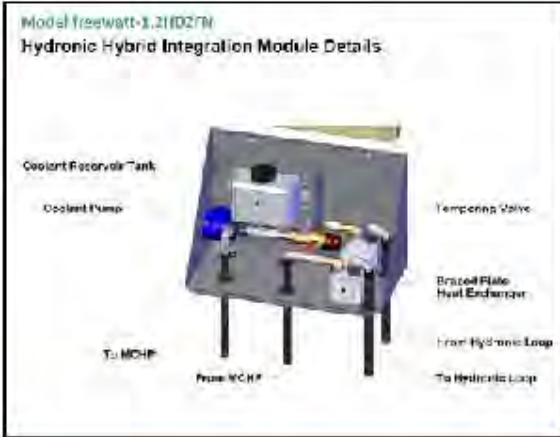 Model freewatt-1.2HDZFN
Hydronic Hybrid Integration Module Details
Coolant Reservoir Tank
Coolant Pump
Tempering Valve
Brazed Plate
Heat Exchanger
From Hydronic Loop
To MCHP
From MCHP
To Hydronic Loop